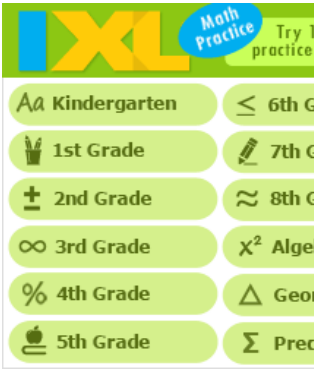 IXL
Math
Practice
Try
practice
Aa Kindergarten
≤ 6th
1st Grade
7th
± 2nd Grade
≈ 8th
∞ 3rd Grade
x² Alge
% 4th Grade
△ Geo
5th Grade
Σ Prec